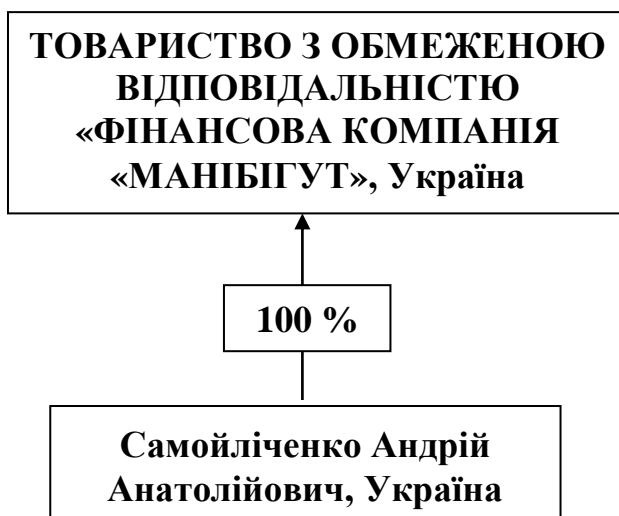 ТОВАРИСТВО З ОБМЕЖЕНОЮ
ВІДПОВІДАЛЬНІСТЮ
«ФІНАНСОВА КОМПАНІЯ
«МАНІБІГУТ», Україна
100 %
Самойліченко Андрій
Анатолійович, Україна